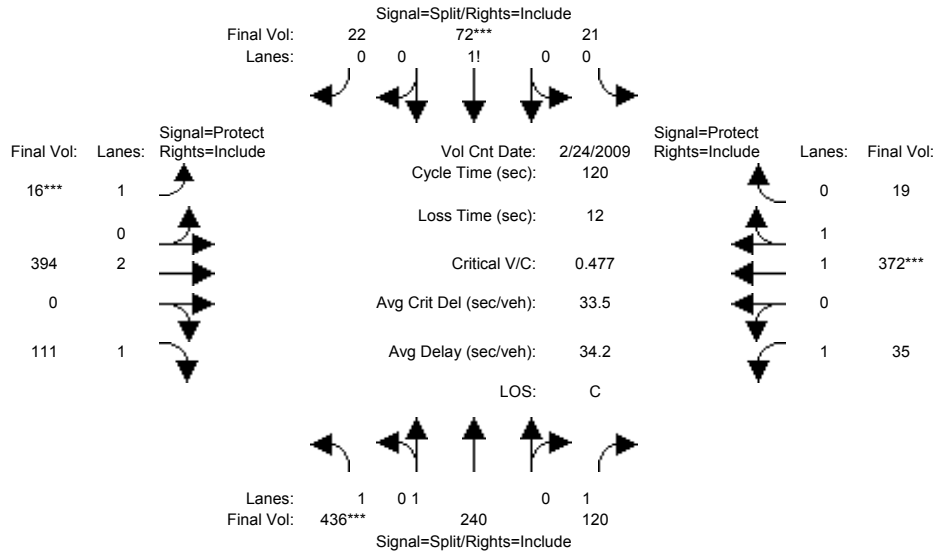 Signal=Split/Rights=Include
Final Vol: 22 72*** 21
Lanes: 0 0 1! 0 0
Signal=Protect Signal=Protect
Final Vol: Lanes: Rights=Include Vol Cnt Date: 2/24/2009 Rights=Include Lanes: Final Vol:
Cycle Time (sec): 120
16*** 1 0 19
Loss Time (sec): 12
0 1
394 2 Critical V/C: 0.477 1 372***
0 0 Avg Crit Del (sec/veh): 33.5 0
111 1 Avg Delay (sec/veh): 34.2 1 35
LOS: C
Lanes: 1 0 1 0 1
Final Vol: 436*** 240 120
Signal=Split/Rights=Include